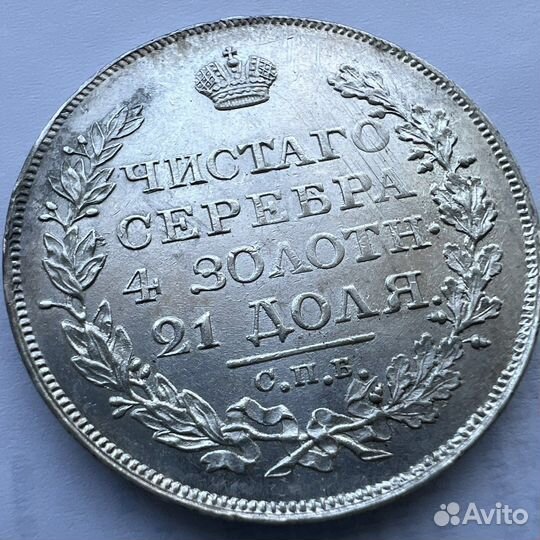 ЧИСТАГО
СЕРЕБРА
4 ЗОЛОТН.
21 ДОЛЯ.
С.П.Б.
Avito